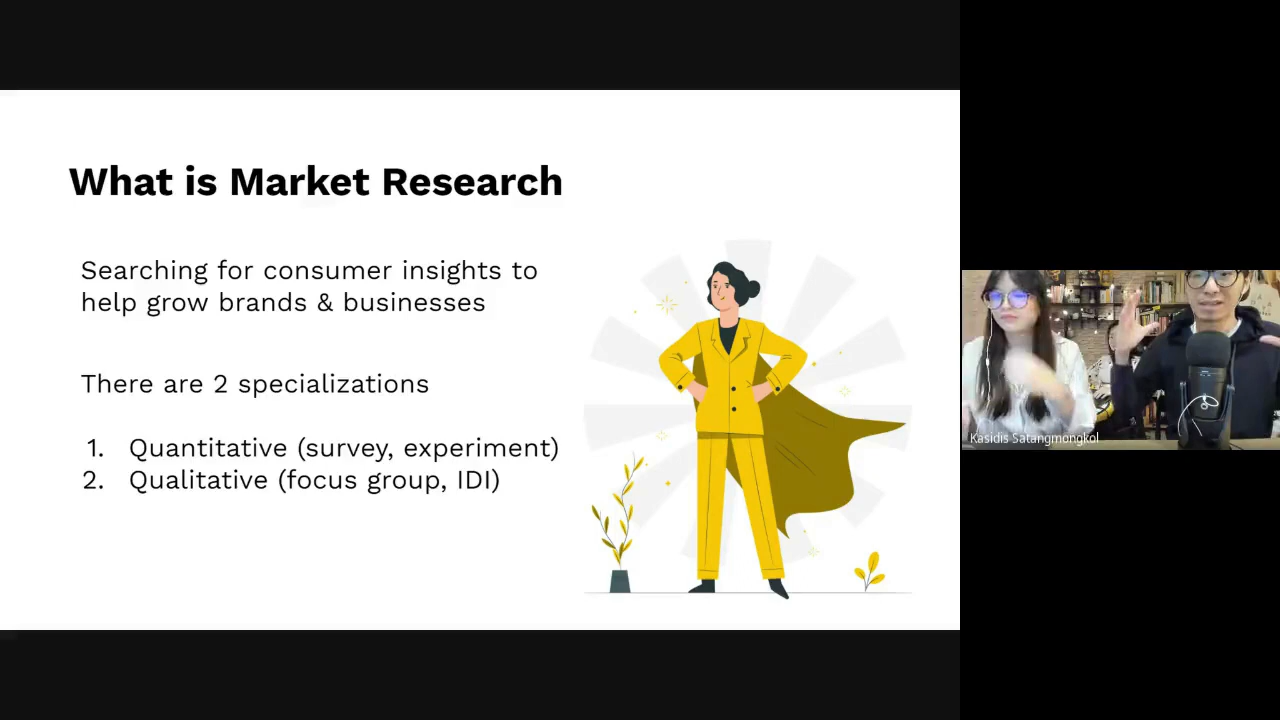 What is Market Research
Searching for consumer insights to
help grow brands & businesses
There are 2 specializations
1. Quantitative (survey, experiment)
2. Qualitative (focus group, IDI)
Kasidis Satangmongkol